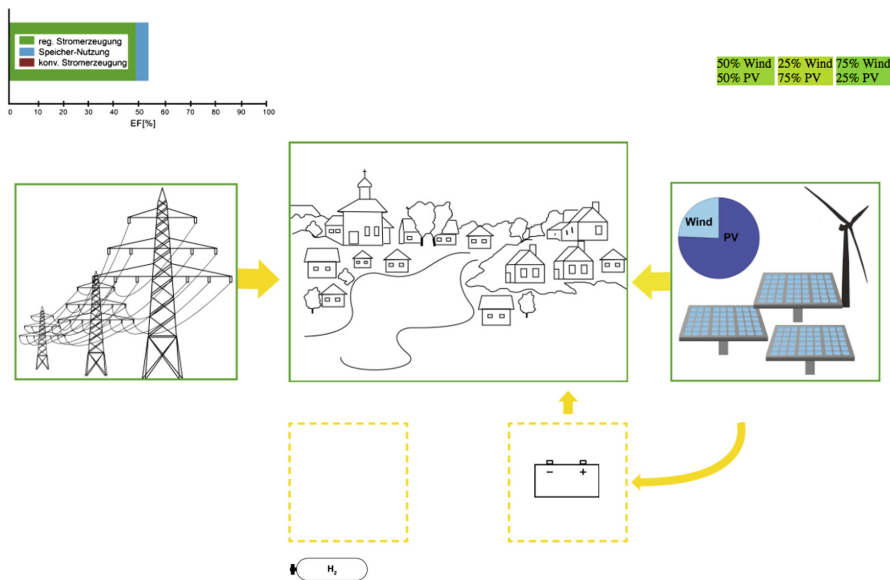 reg. Stromerzeugung
Speicher-Nutzung
konv. Stromerzeugung
0 10 20 30 40 50 60 70 80 90 100
EF[%]
50% Wind 25% Wind 75% Wind
50% PV 75% PV 25% PV
Wind
PV
− +
H₂